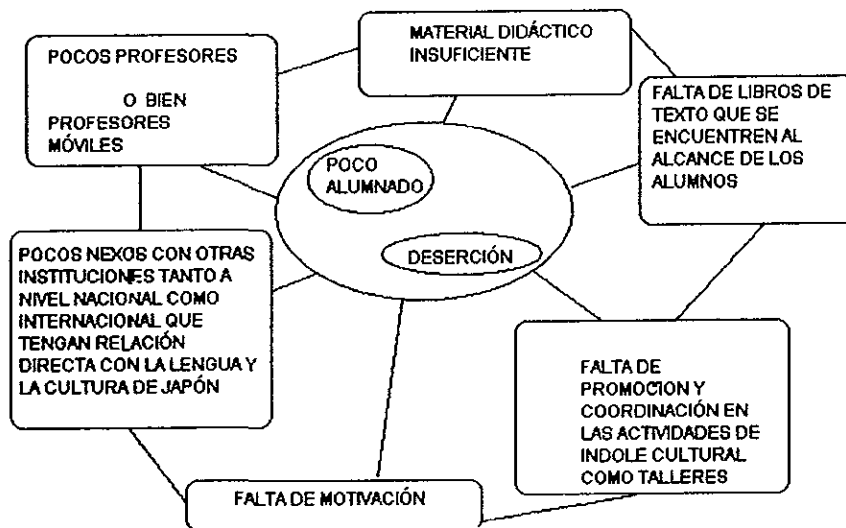 POCOS PROFESORES
O BIEN
PROFESORES
MÓVILES
MATERIAL DIDÁCTICO
INSUFICIENTE
FALTA DE LIBROS DE
TEXTO QUE SE
ENCUENTREN AL
ALCANCE DE LOS
ALUMNOS
POCO
ALUMNADO
DESERCIÓN
POCOS NEXOS CON OTRAS
INSTITUCIONES TANTO A
NIVEL NACIONAL COMO
INTERNACIONAL QUE
TENGAN RELACIÓN
DIRECTA CON LA LENGUA Y
LA CULTURA DE JAPÓN
FALTA DE
PROMOCION Y
COORDINACIÓN EN
LAS ACTIVIDADES DE
INDOLE CULTURAL
COMO TALLERES
FALTA DE MOTIVACIÓN